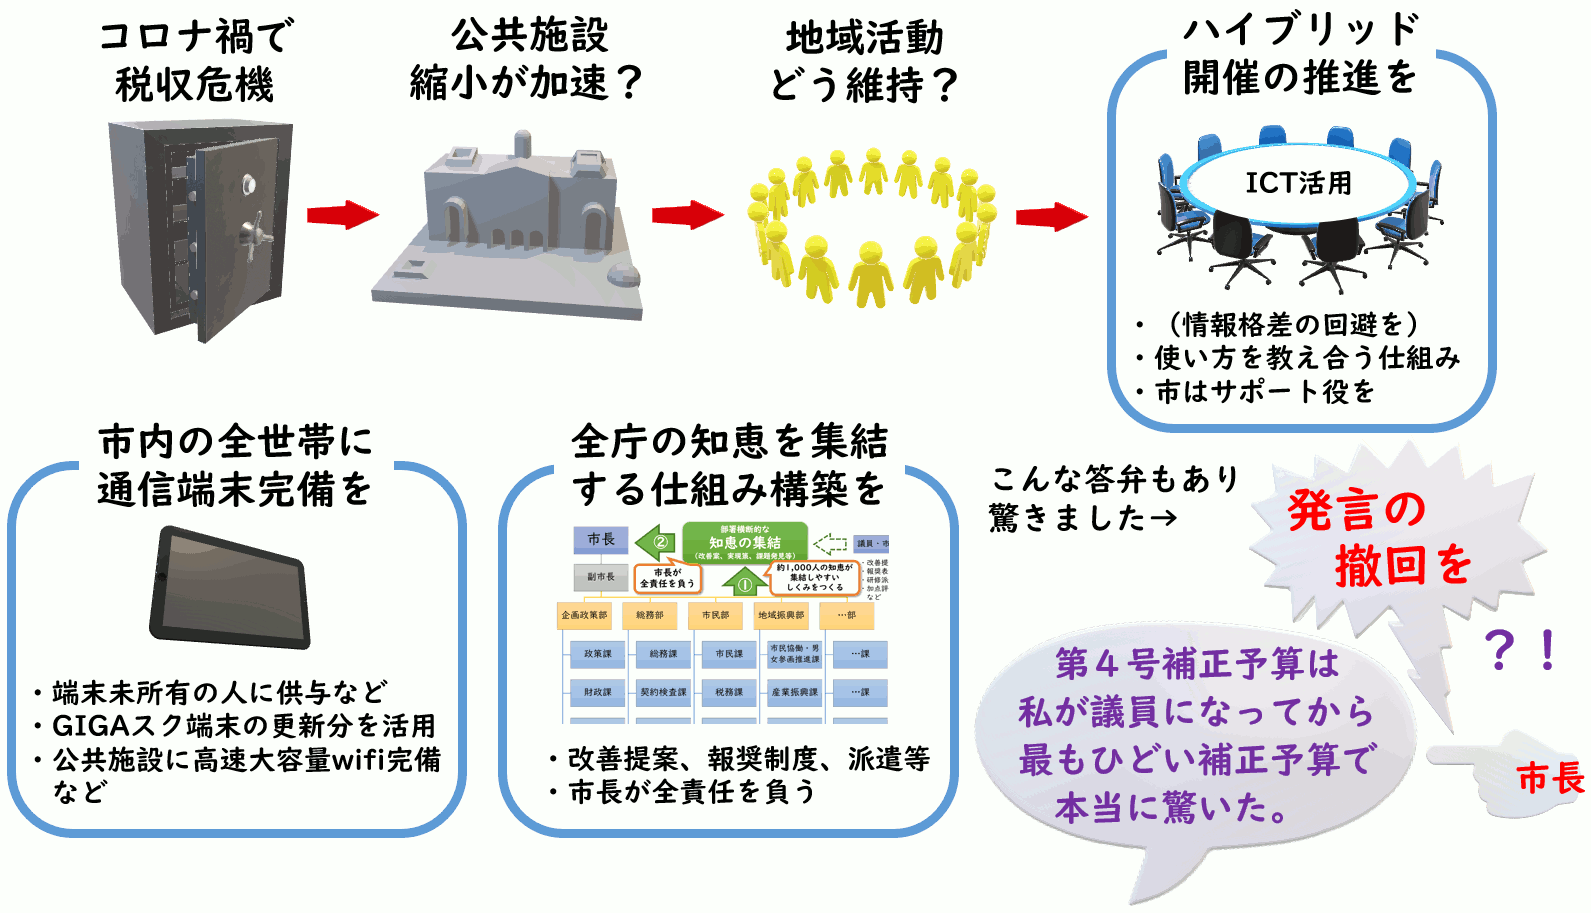 コロナ禍で
税収危機
公共施設
縮小が加速？
地域活動
どう維持？
ハイブリッド
開催の推進を
ICT活用
・（情報格差の回避を）
・使い方を教え合う仕組み
・市はサポート役を
市内の全世帯に
通信端末完備を
・端末未所有の人に供与など
・GIGAスク端末の更新分を活用
・公共施設に高速大容量wifi完備
など
全庁の知恵を集結
する仕組み構築を
市長
②
部署横断的な
知恵の集結
（改善案、実現策、課題発見等）
議員・市
副市長
市長が
全責任を負う
①
約1,000人の知恵が
集結しやすい
しくみをつくる
・改善提
・報奨表
・研修派
・加点評
など
企画政策部
総務部
市民部
地域振興部
…部
政策課
総務課
市民課
市民協働・男
女参画推進課
…課
財政課
契約検査課
税務課
産業振興課
…課
・改善提案、報奨制度、派遣等
・市長が全責任を負う
こんな答弁もあり
驚きました→
発言の
撤回を
？！
第４号補正予算は
私が議員になってから
最もひどい補正予算で
本当に驚いた。
市長